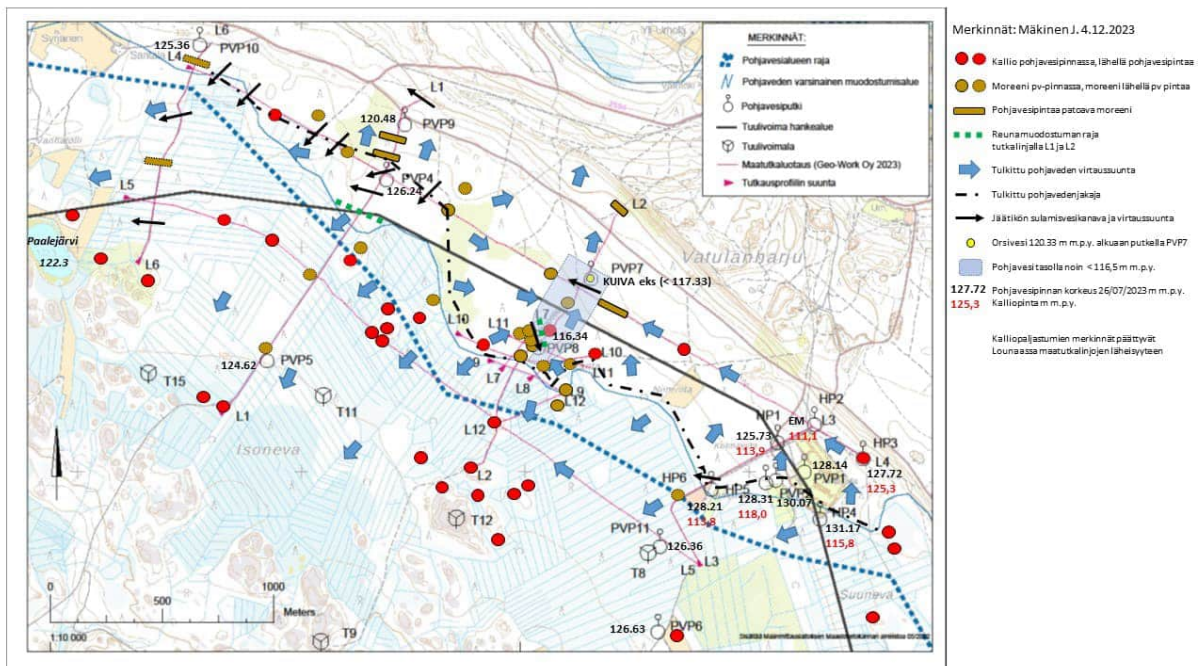 Merkinnät: Mäkinen J. 4.12.2023
Kallio pohjavesipinnassa, lähellä pohjavesipintaa
Moreeni pv-pinnassa, moreeni lähellä pv pintaa
Pohjavesipintaa patoava moreeni
Reunamuodostuman raja
tutkalinjalla L1 ja L2
Tulkittu pohjaveden virtaussuunta
Tulkittu pohjavedenjakaja
Jäätikön sulamisvesikanava ja virtaussuunta
Orsivesi 120.33 m m.p.y. alkuaan putkella PVP7
Pohjavesitasolla noin < 116,5 m m.p.y.
127.72 Pohjavesipinnan korkeus 26/07/2023 m m.p.y.
125,3 Kalliopinta m m.p.y.
Kalliopaljastumien merkinnät päättyvät
Lounaassa maatutkalinjojen läheisyyteen
MERKINNÄT:
Pohjavesialueen raja
Pohjaveden varsinainen muodostumisalue
Pohjavesiputki
Tuulivoima hankealue
Tuulivoimala
Maatutkaluotaus (Geo-Work Oy 2023)
Tutkausprofiilin suunta
L6
125.36
PVP10
L4
L1
120.48
PVP9
PVP4
126.24
L5
L2
Paalejärvi
122.3
L6
Vatulanharju
PVP7
KUIVA eks (< 117.33)
L10
L11
L7
116.34
PVP8
L10
L11
9
L7
L8
L9
L12
L12
124.62
PVP5
T15
T11
L1
Isoneva
L2
T12
HP2
HP1
EM
L3
125.73
111,1
113,9
HP3
L4
128.14
127.72
PVP1
125,3
HP6
HP5
128.31
130.07
HP4
128.21
118,0
113,8
131.17
115,8
PVP11
126.36
T8
L5
L3
Suuneva
126.63
PVP6
T9
0
500
1000
Meters
1:10 000